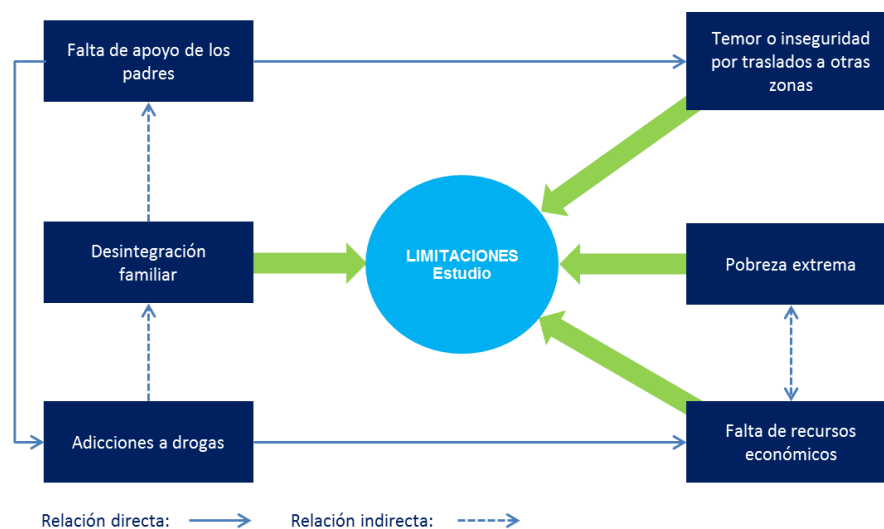 Falta de apoyo de los
padres
Temor o inseguridad
por traslados a otras
zonas
Desintegración
familiar
LIMITACIONES
Estudio
Pobreza extrema
Adicciones a drogas
Falta de recursos
económicos
Relación directa:
Relación indirecta: